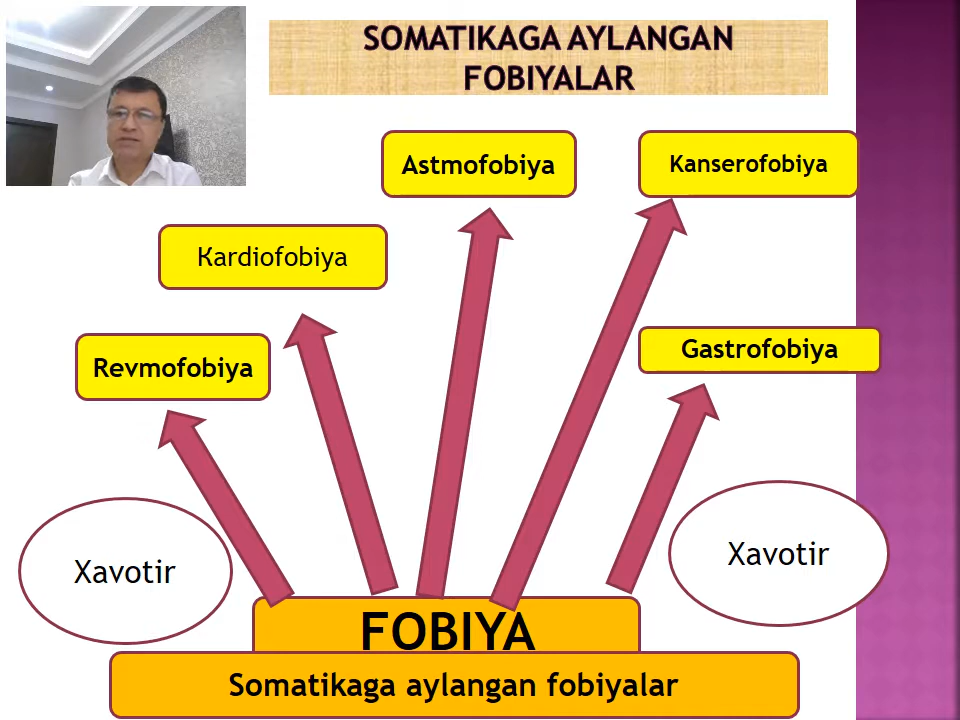 SOMATIKAGA AYLANGAN
FOBIYALAR
Astmofobiya
Kanserofobiya
Kardiofobiya
Revmofobiya
Gastrofobiya
Xavotir
Xavotir
FOBIYA
Somatikaga aylangan fobiyalar